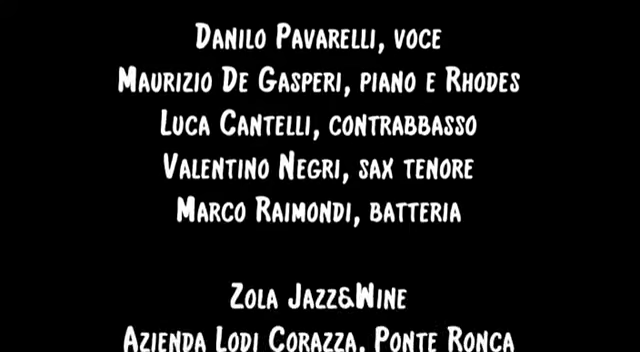 Danilo Pavarelli, voce
Maurizio De Gasperi, piano e Rhodes
Luca Cantelli, contrabbasso
Valentino Negri, sax tenore
Marco Raimondi, batteria
Zola Jazz&Wine
Azienda Lodi Corazza, Ponte Ronca